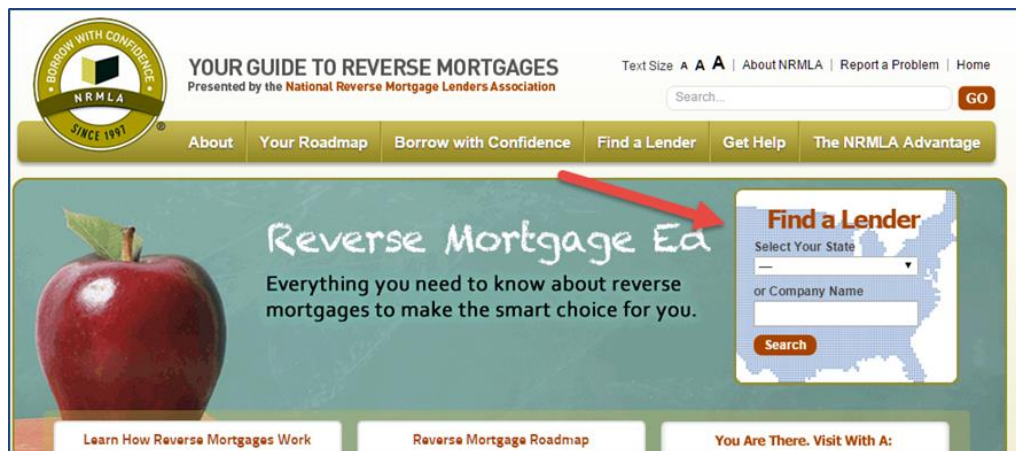 BORROW WITH CONFIDENCE
NRMLA
SINCE 1997
®
YOUR GUIDE TO REVERSE MORTGAGES
Presented by the National Reverse Mortgage Lenders Association
Text Size A A A | About NRMLA | Report a Problem | Home
Search...
GO
About
Your Roadmap
Borrow with Confidence
Find a Lender
Get Help
The NRMLA Advantage
Reverse Mortgage Ed
Everything you need to know about reverse
mortgages to make the smart choice for you.
Find a Lender
Select Your State
—
or Company Name
Search
Learn How Reverse Mortgages Work
Reverse Mortgage Roadmap
You Are There. Visit With A: